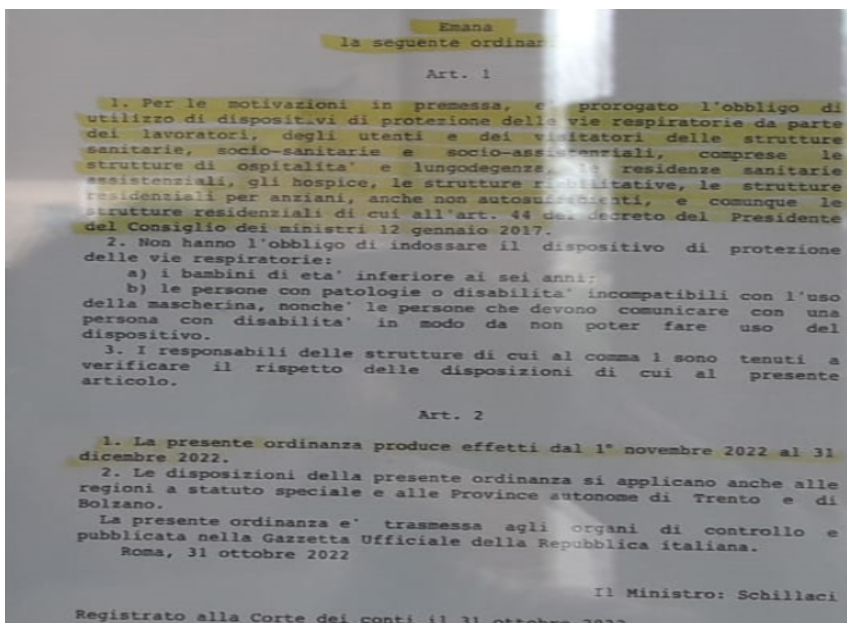 Emana
la seguente
Art. 1
1. Per le motivazioni in premessa, e' prorogato l'obbligo di
utilizzo di dispositivi di protezione delle vie respiratorie da parte
dei lavoratori, degli utenti e dei visitatori delle strutture
sanitarie, socio-sanitarie e socio-assistenziali, comprese le
strutture di ospitalita' e lungodegenza, le residenze sanitarie
assistenziali, gli hospice, le strutture riabilitative, le strutture
residenziali per anziani, anche non autosufficienti, e comunque le
strutture residenziali di cui all'art. 44 del decreto del Presidente
del Consiglio dei ministri 12 gennaio 2017.
2. Non hanno l'obbligo di indossare il dispositivo di protezione
delle vie respiratorie:
a) i bambini di eta' inferiore ai sei anni;
b) le persone con patologie o disabilita' incompatibili con l'uso
della mascherina, nonche' le persone che devono comunicare con una
persona con disabilita' in modo da non poter fare uso del
dispositivo.
3. I responsabili delle strutture di cui al comma 1 sono tenuti a
verificare il rispetto delle disposizioni di cui al presente
articolo.
Art. 2
1. La presente ordinanza produce effetti dal 1° novembre 2022 al 31
dicembre 2022.
2. Le disposizioni della presente ordinanza si applicano anche alle
regioni a statuto speciale e alle Province autonome di Trento e di
Bolzano.
La presente ordinanza e' trasmessa agli organi di controllo e
pubblicata nella Gazzetta Ufficiale della Repubblica italiana.
Roma, 31 ottobre 2022
Il Ministro: Schillaci
Registrato alla Corte dei conti il 31 ottobre 2022